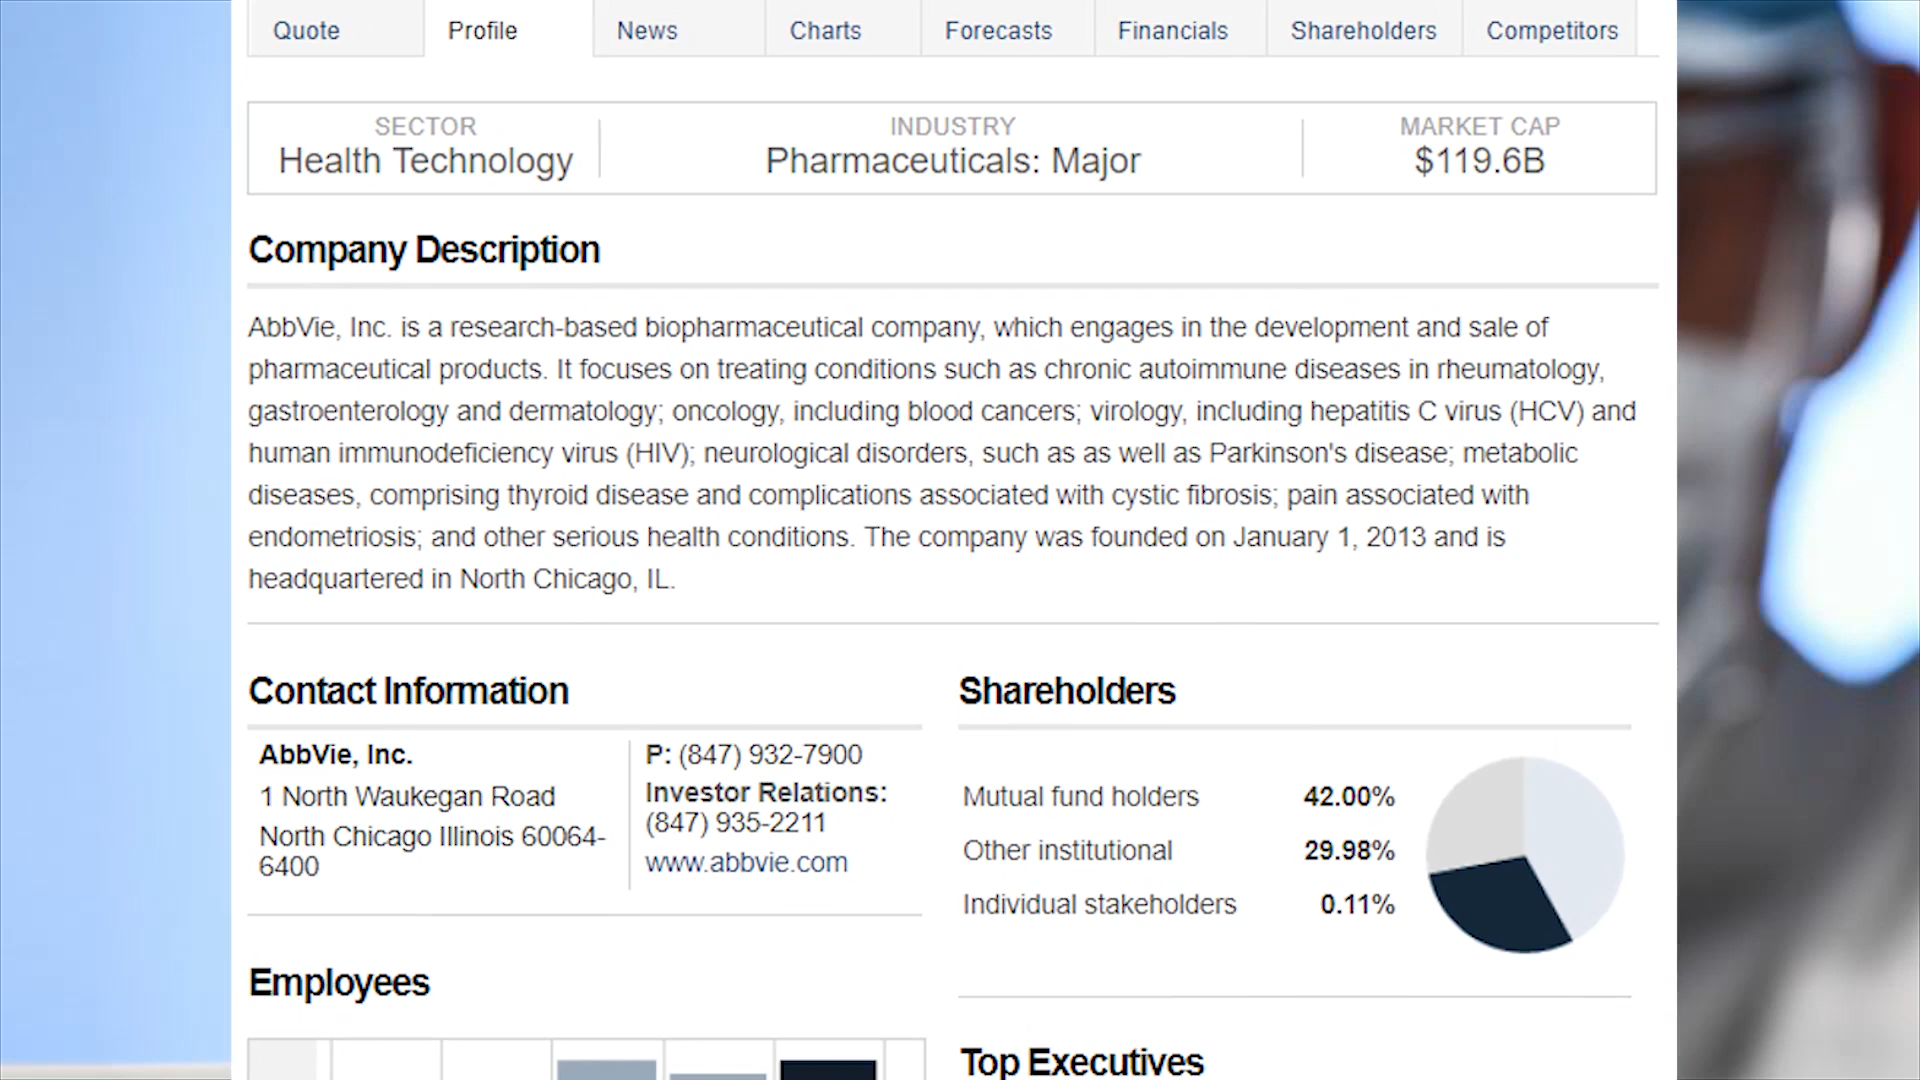 Quote Profile News Charts Forecasts Financials Shareholders Competitors
SECTOR INDUSTRY MARKET CAP
Health Technology Pharmaceuticals: Major $119.6B
Company Description
AbbVie, Inc. is a research-based biopharmaceutical company, which engages in the development and sale of
pharmaceutical products. It focuses on treating conditions such as chronic autoimmune diseases in rheumatology,
gastroenterology and dermatology; oncology, including blood cancers; virology, including hepatitis C virus (HCV) and
human immunodeficiency virus (HIV); neurological disorders, such as as well as Parkinson's disease; metabolic
diseases, comprising thyroid disease and complications associated with cystic fibrosis; pain associated with
endometriosis; and other serious health conditions. The company was founded on January 1, 2013 and is
headquartered in North Chicago, IL.
Contact Information
AbbVie, Inc.
1 North Waukegan Road
North Chicago Illinois 60064-
6400
P: (847) 932-7900
Investor Relations:
(847) 935-2211
www.abbvie.com
Shareholders
Mutual fund holders 42.00%
Other institutional 29.98%
Individual stakeholders 0.11%
Employees
Top Executives